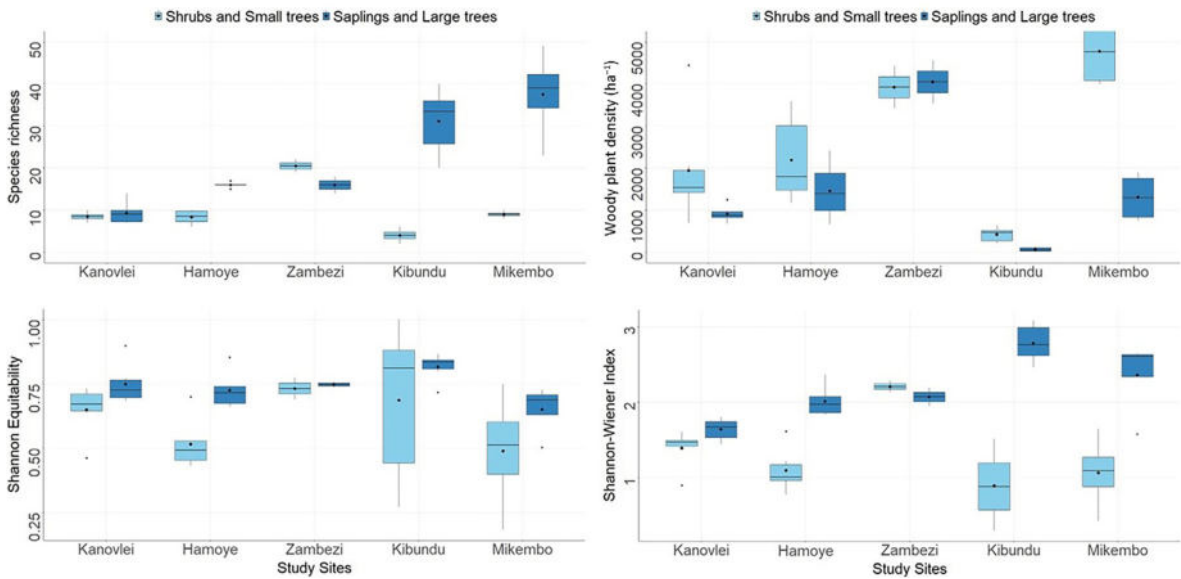 Shrubs and Small trees Saplings and Large trees
Species richness
50
40
30
20
10
0
Kanovlei Hamoye Zambezi Kibundu Mikembo
Shrubs and Small trees Saplings and Large trees
Woody plant density (ha⁻¹)
5000
4000
3000
2000
1000
0
Kanovlei Hamoye Zambezi Kibundu Mikembo
Shannon Equitability
1.00
0.75
0.50
0.25
Kanovlei Hamoye Zambezi Kibundu Mikembo
Study Sites
Shannon-Wiener Index
3
2
1
Kanovlei Hamoye Zambezi Kibundu Mikembo
Study Sites